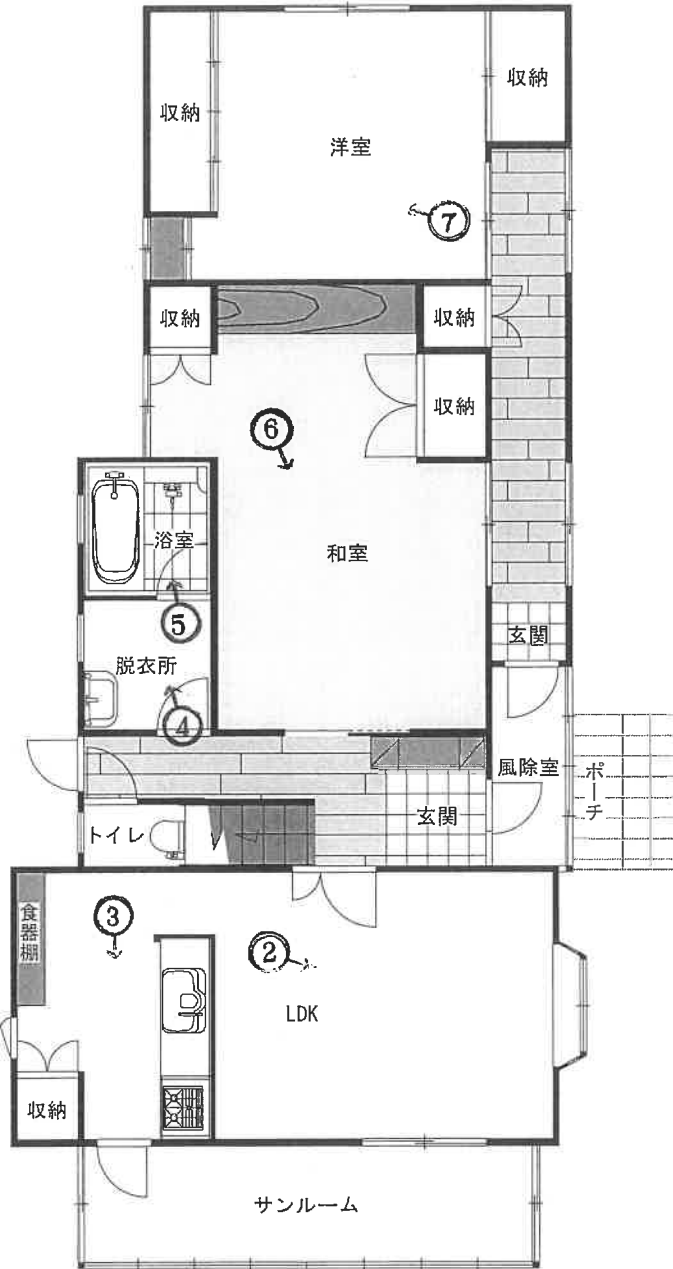 収納
収納
洋室
⑦
収納
収納
収納
⑥
浴室
和室
⑤
玄関
脱衣所
④
風除室
ポーチ
玄関
トイレ
食器棚
③
②
LDK
収納
サンルーム